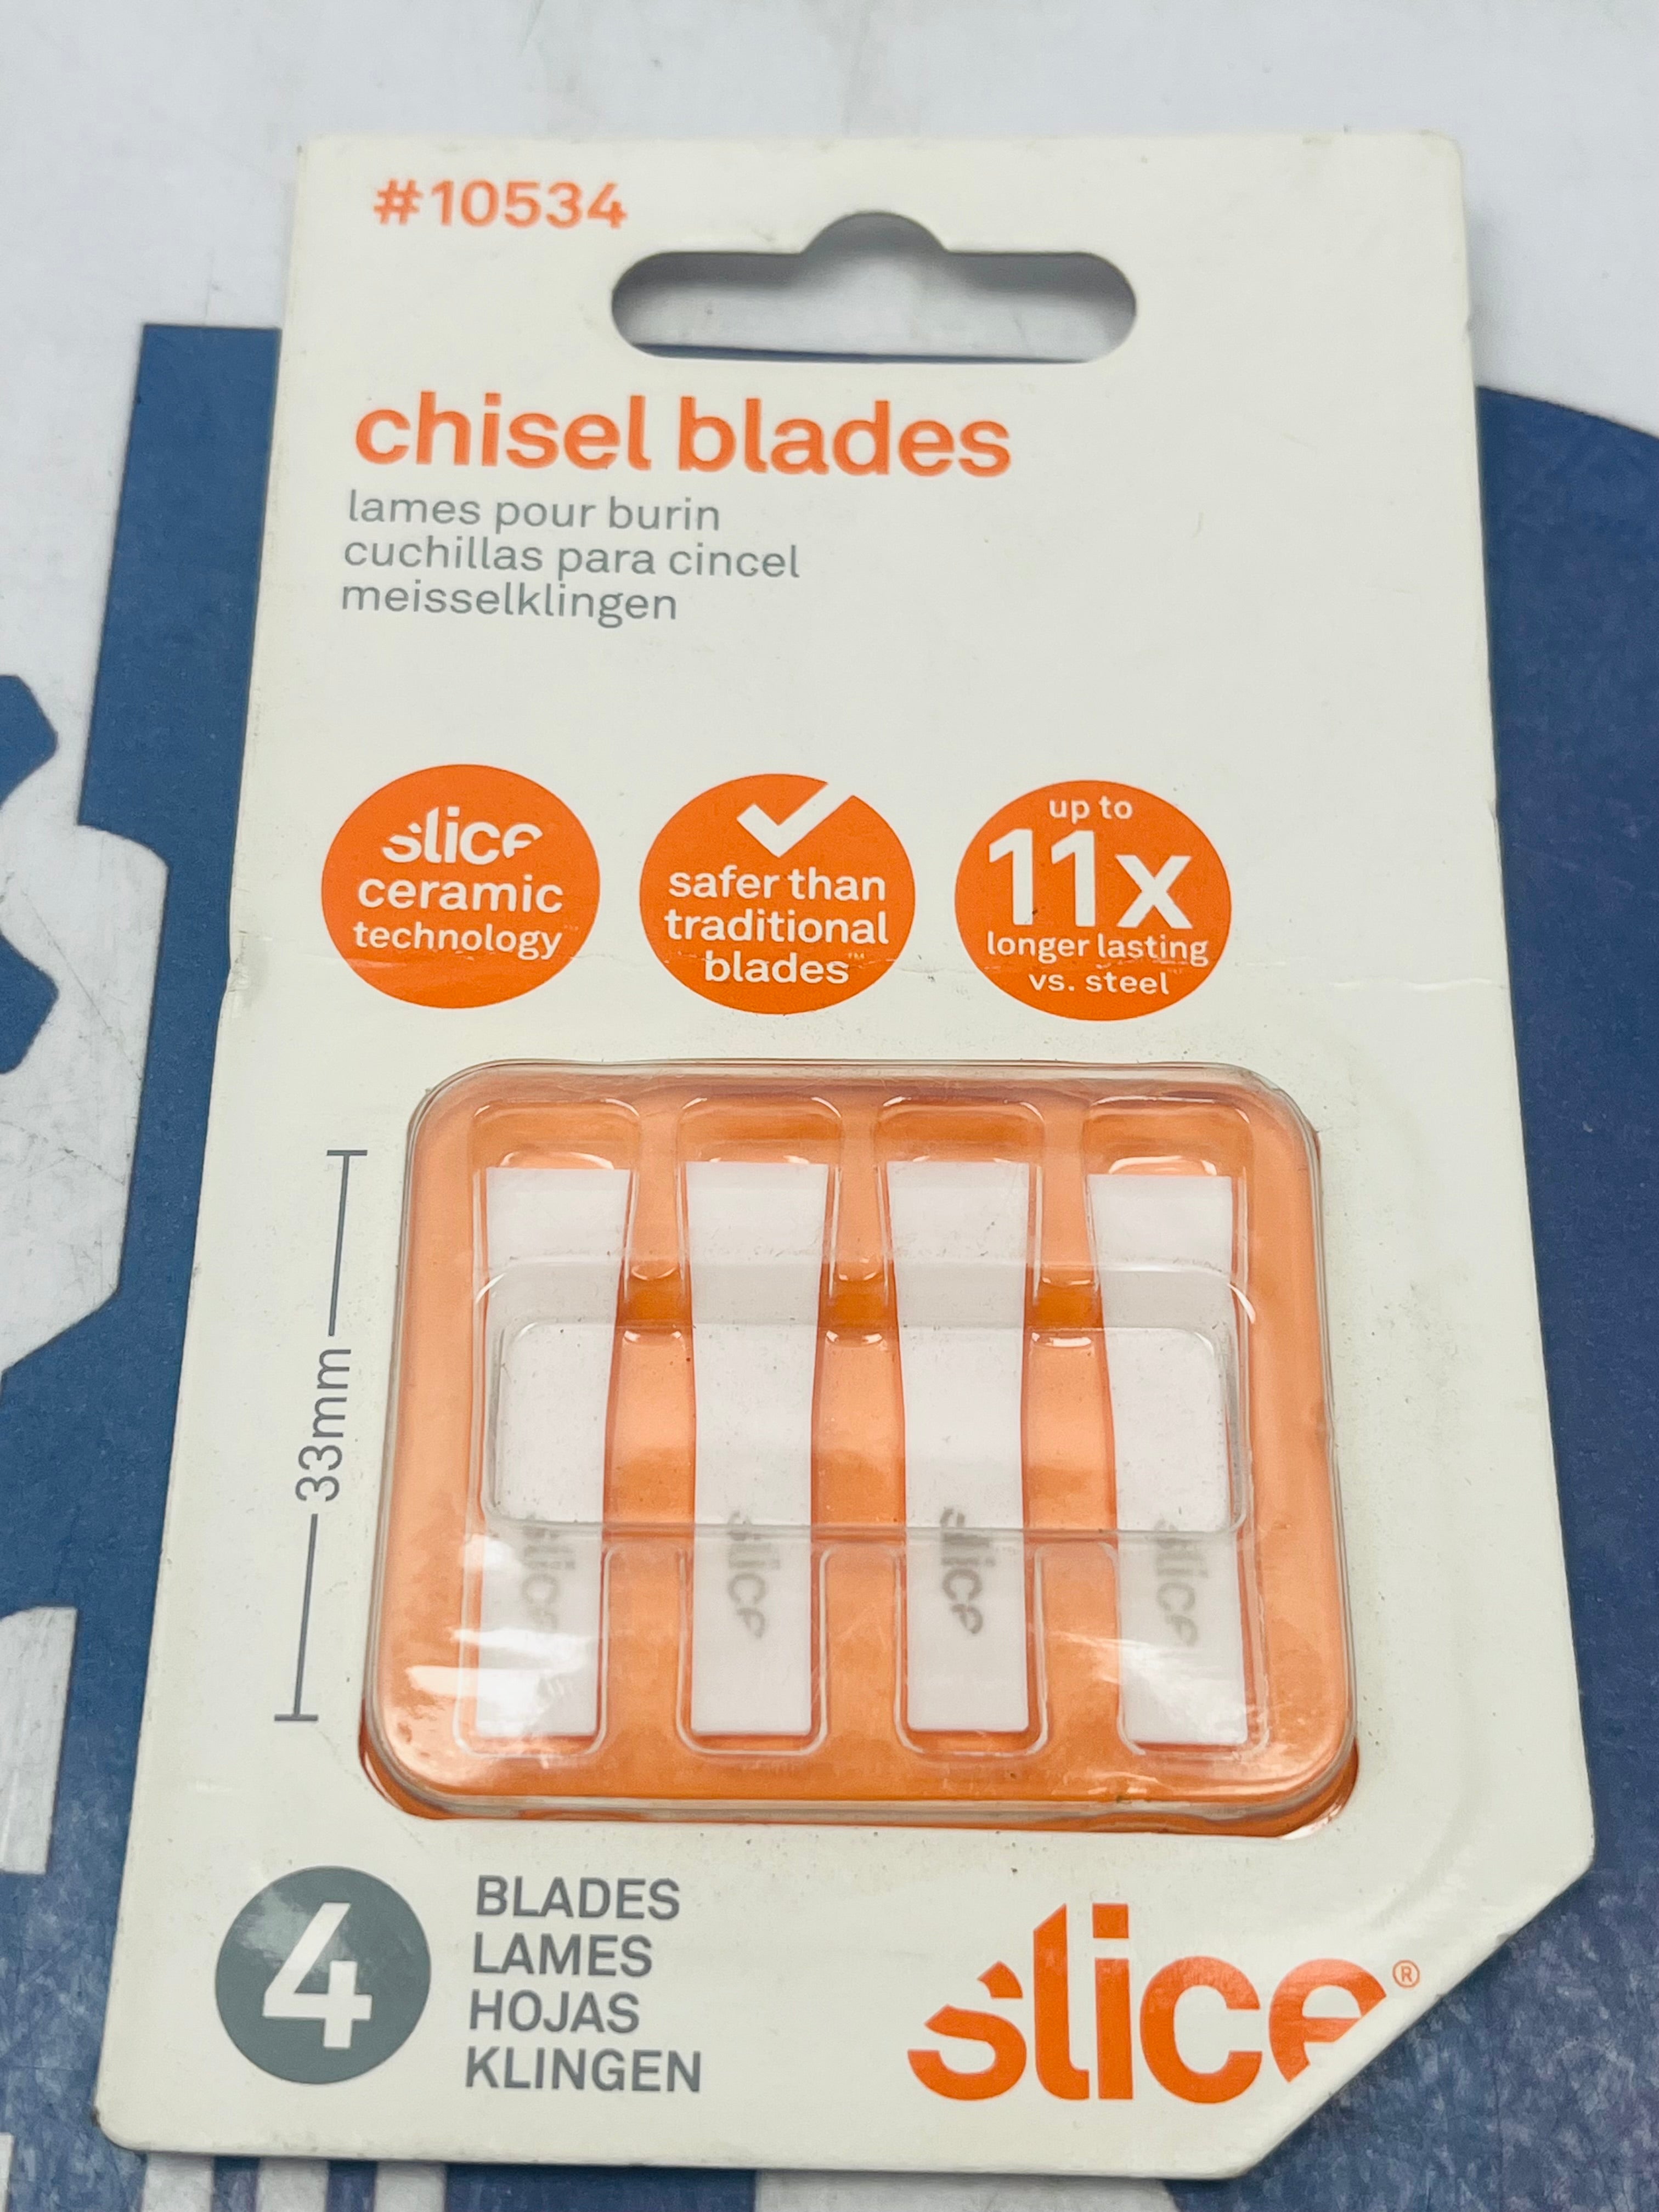 #10534
chisel blades
lames pour burin
cuchillas para cincel
meisselklingen
slice
ceramic
technology™
safer than
traditional
blades™
up to
11x
longer lasting
vs. steel
33mm
slice
slice
slice
slice
4
BLADES
LAMES
HOJAS
KLINGEN
slice®